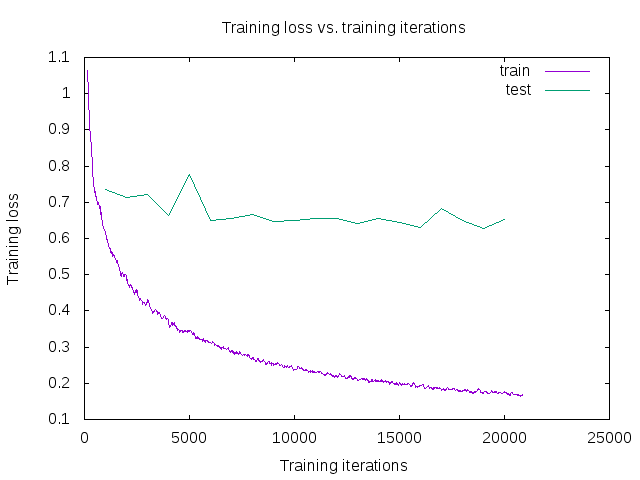 Training loss vs. training iterations
train
test
Training loss
1.1
1
0.9
0.8
0.7
0.6
0.5
0.4
0.3
0.2
0.1
0 5000 10000 15000 20000 25000
Training iterations